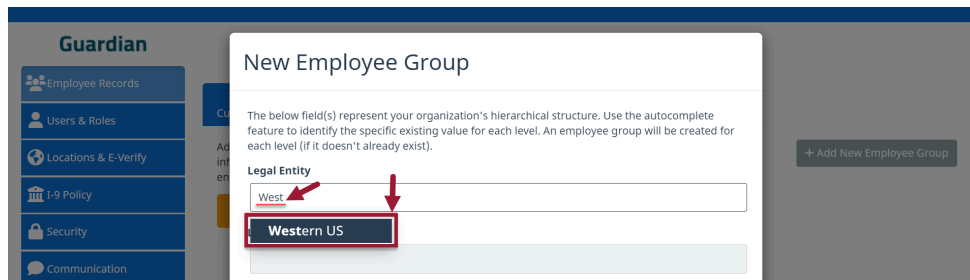 Guardian
Employee Records
Users & Roles
Locations & E-Verify
I-9 Policy
Security
Communication
New Employee Group
The below field(s) represent your organization's hierarchical structure. Use the autocomplete
feature to identify the specific existing value for each level. An employee group will be created for
each level (if it doesn't already exist).
Legal Entity
West
Western US
+ Add New Employee Group